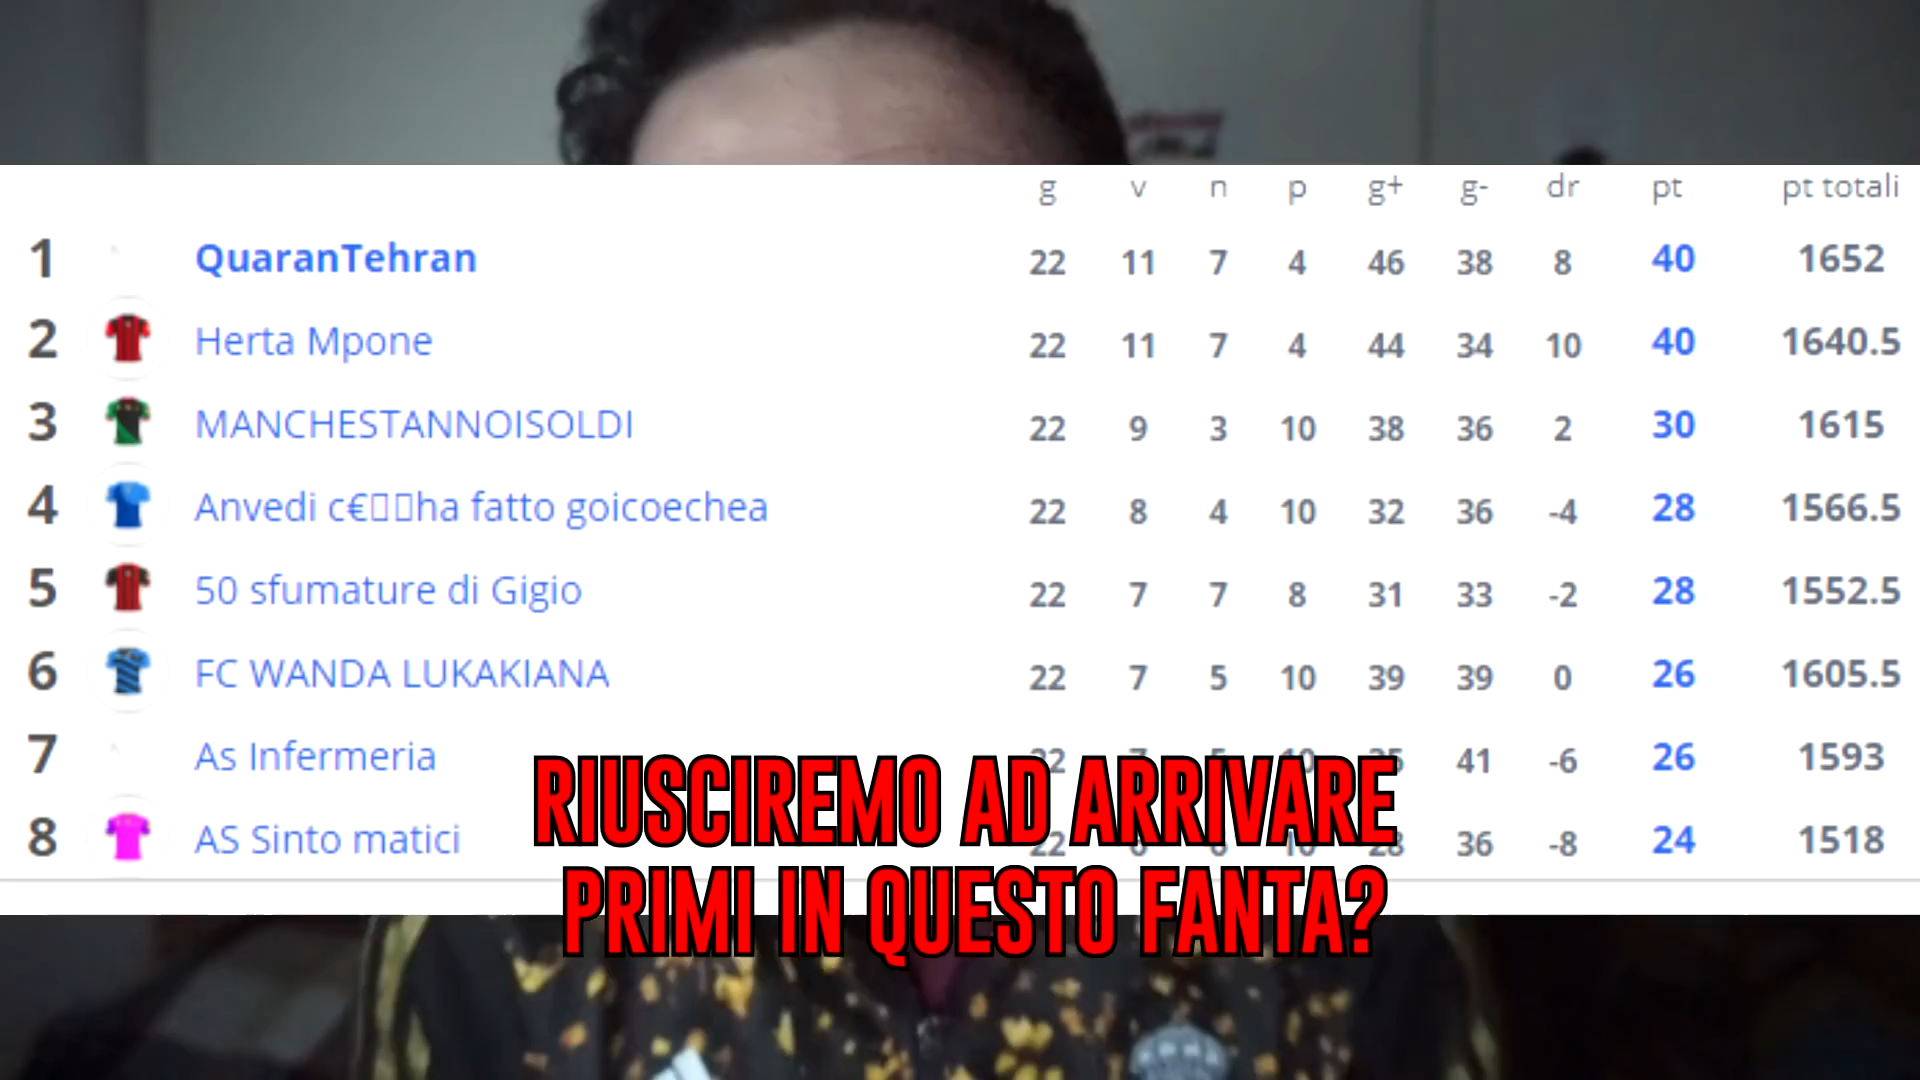 g v n p g+ g- dr pt pt totali
1 QuaranTehran 22 11 7 4 46 38 8 40 1652
2 Herta Mpone 22 11 7 4 44 34 10 40 1640.5
3 MANCHESTANNOISOLDI 22 9 3 10 38 36 2 30 1615
4 Anvedi c€▯▯ha fatto goicoechea 22 8 4 10 32 36 -4 28 1566.5
5 50 sfumature di Gigio 22 7 7 8 31 33 -2 28 1552.5
6 FC WANDA LUKAKIANA 22 7 5 10 39 39 0 26 1605.5
7 As Infermeria 22 41 -6 26 1593
8 AS Sinto matici 22 28 36 -8 24 1518
RIUSCIREMO AD ARRIVARE
PRIMI IN QUESTO FANTA?